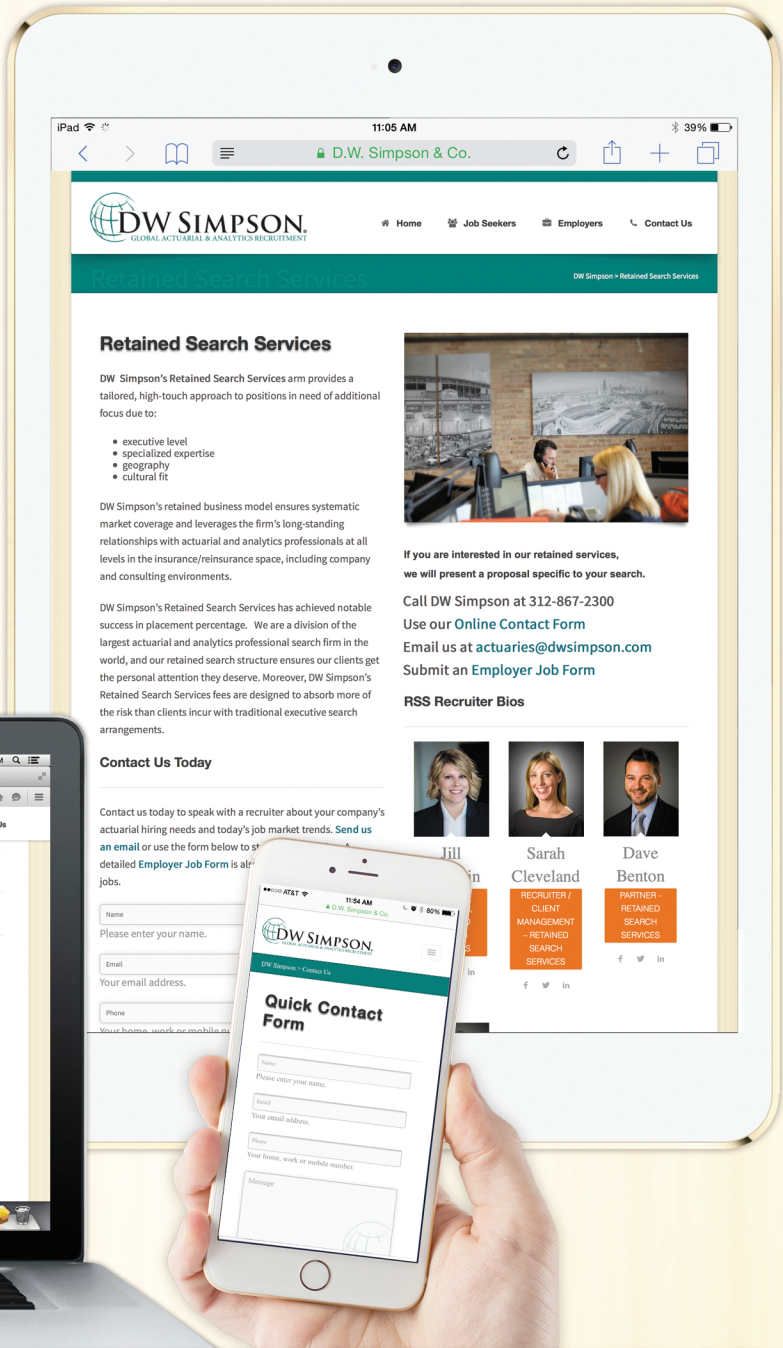 iPad
11:05 AM
39%
D.W. Simpson & Co.
DW SIMPSON®
GLOBAL ACTUARIAL & ANALYTICS RECRUITMENT
Home
Job Seekers
Employers
Contact Us
Retained Search Services
DW Simpson > Retained Search Services
Retained Search Services
DW Simpson's Retained Search Services arm provides a
tailored, high-touch approach to positions in need of additional
focus due to:
executive level
specialized expertise
geography
cultural fit
DW Simpson's retained business model ensures systematic
market coverage and leverages the firm's long-standing
relationships with actuarial and analytics professionals at all
levels in the insurance/reinsurance space, including company
and consulting environments.
DW Simpson's Retained Search Services has achieved notable
success in placement percentage. We are a division of the
largest actuarial and analytics professional search firm in the
world, and our retained search structure ensures our clients get
the personal attention they deserve. Moreover, DW Simpson's
Retained Search Services fees are designed to absorb more of
the risk than clients incur with traditional executive search
arrangements.
Contact Us Today
Contact us today to speak with a recruiter about your company's
actuarial hiring needs and today's job market trends. Send us
an email or use the form below to
detailed Employer Job Form is
jobs.
Name
Please enter your name.
Email
Your email address.
Phone
Your home, work or mobile
If you are interested in our retained services,
we will present a proposal specific to your search.
Call DW Simpson at 312-867-2300
Use our Online Contact Form
Email us at actuaries@dwsimpson.com
Submit an Employer Job Form
RSS Recruiter Bios
Jill
Sarah
Cleveland
RECRUITER /
CLIENT
MANAGEMENT
– RETAINED
SEARCH
SERVICES
in
Dave
Benton
PARTNER -
RETAINED
SEARCH
SERVICES
in
in
AT&T
11:54 AM
80%
D.W. Simpson & Co.
DW SIMPSON
GLOBAL ACTUARIAL & ANALYTICS RECRUITMENT
DW Simpson > Contact Us
Quick Contact
Form
Name
Please enter your name.
Email
Your email address.
Phone
Your home, work or mobile number.
Message